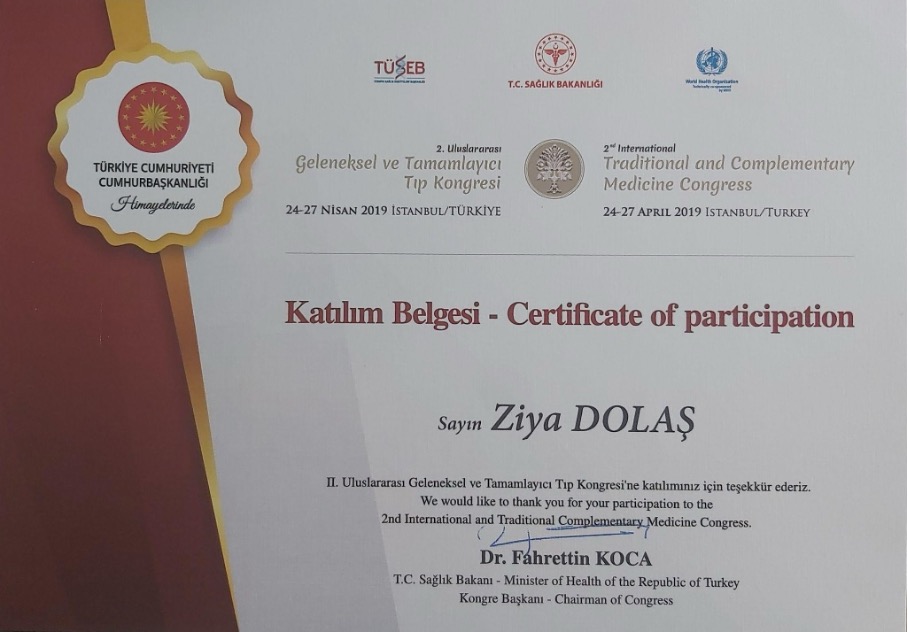 TÜRKİYE CUMHURİYETİ
CUMHURBAŞKANLIĞI
Himayelerinde
TÜSEB
T.C. SAĞLIK BAKANLIĞI
World Health Organization
2. Uluslararası
Geleneksel ve Tamamlayıcı
Tıp Kongresi
24-27 NİSAN 2019 İSTANBUL/TÜRKİYE
2nd International
Traditional and Complementary
Medicine Congress
24-27 APRIL 2019 İSTANBUL/TURKEY
Katılım Belgesi - Certificate of participation
Sayın Ziya DOLAŞ
II. Uluslararası Geleneksel ve Tamamlayıcı Tıp Kongresi'ne katılımınız için teşekkür ederiz.
We would like to thank you for your participation to the
2nd International and Traditional Complementary Medicine Congress.
Dr. Fahrettin KOCA
T.C. Sağlık Bakanı - Minister of Health of the Republic of Turkey
Kongre Başkanı - Chairman of Congress